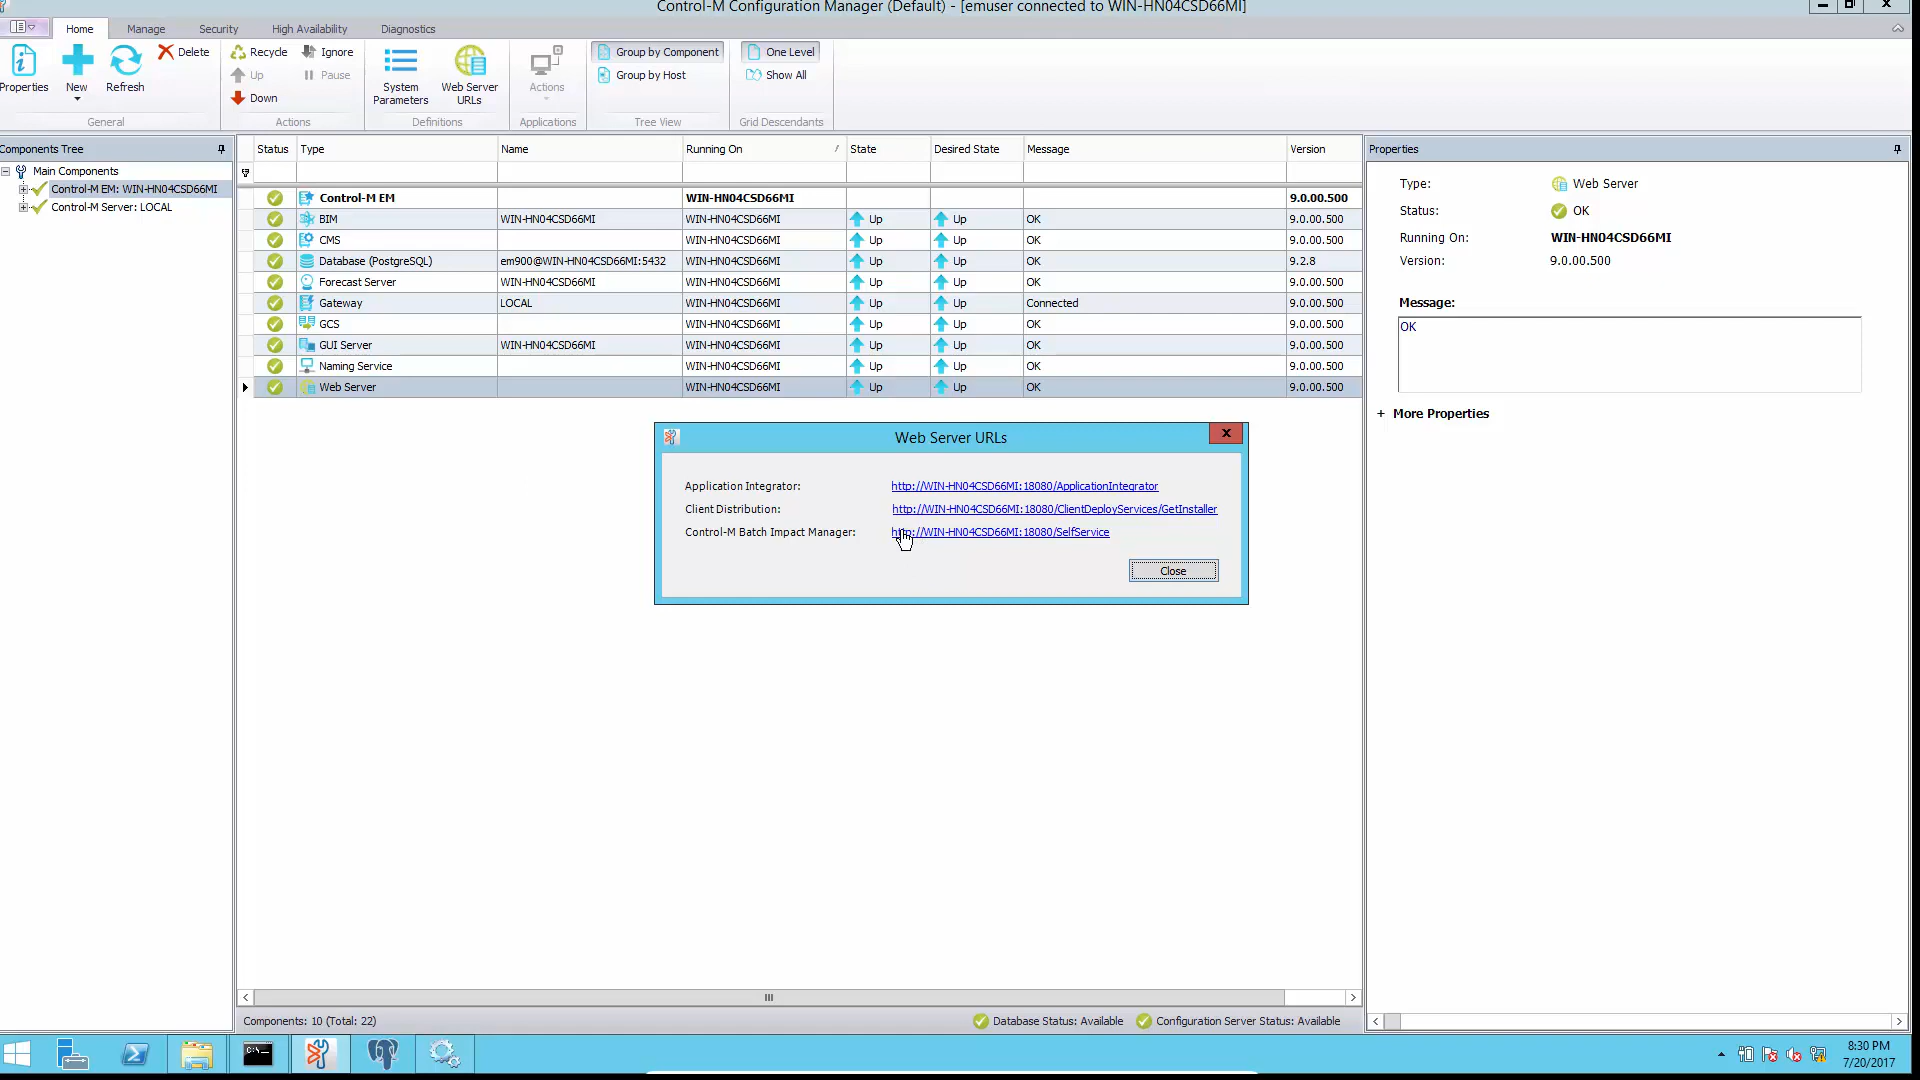 Control-M Configuration Manager (Default) - [emuser connected to WIN-HN04CSD66MI]
Home Manage Security High Availability Diagnostics
Properties New Refresh Delete
Recycle Ignore
Up Pause
Down
System Parameters
Web Server URLs
Actions
Group by Component
Group by Host
One Level
Show All
General Actions Definitions Applications Tree View Grid Descendants
Components Tree
Main Components
Control-M EM: WIN-HN04CSD66MI
Control-M Server: LOCAL
Status Type Name Running On / State Desired State Message Version
Control-M EM WIN-HN04CSD66MI 9.0.00.500
BIM WIN-HN04CSD66MI WIN-HN04CSD66MI Up Up OK 9.0.00.500
CMS WIN-HN04CSD66MI Up Up OK 9.0.00.500
Database (PostgreSQL) em900@WIN-HN04CSD66MI:5432 WIN-HN04CSD66MI Up Up OK 9.2.8
Forecast Server WIN-HN04CSD66MI WIN-HN04CSD66MI Up Up OK 9.0.00.500
Gateway LOCAL WIN-HN04CSD66MI Up Up Connected 9.0.00.500
GCS WIN-HN04CSD66MI Up Up OK 9.0.00.500
GUI Server WIN-HN04CSD66MI WIN-HN04CSD66MI Up Up OK 9.0.00.500
Naming Service WIN-HN04CSD66MI Up Up OK 9.0.00.500
Web Server WIN-HN04CSD66MI Up Up OK 9.0.00.500
Web Server URLs
Application Integrator: http://WIN-HN04CSD66MI:18080/ApplicationIntegrator
Client Distribution: http://WIN-HN04CSD66MI:18080/ClientDeployServices/GetInstaller
Control-M Batch Impact Manager: http://WIN-HN04CSD66MI:18080/SelfService
Close
Properties
Type: Web Server
Status: OK
Running On: WIN-HN04CSD66MI
Version: 9.0.00.500
Message:
OK
+ More Properties
Components: 10 (Total: 22) Database Status: Available Configuration Server Status: Available
C:\_
8:30 PM
7/20/2017